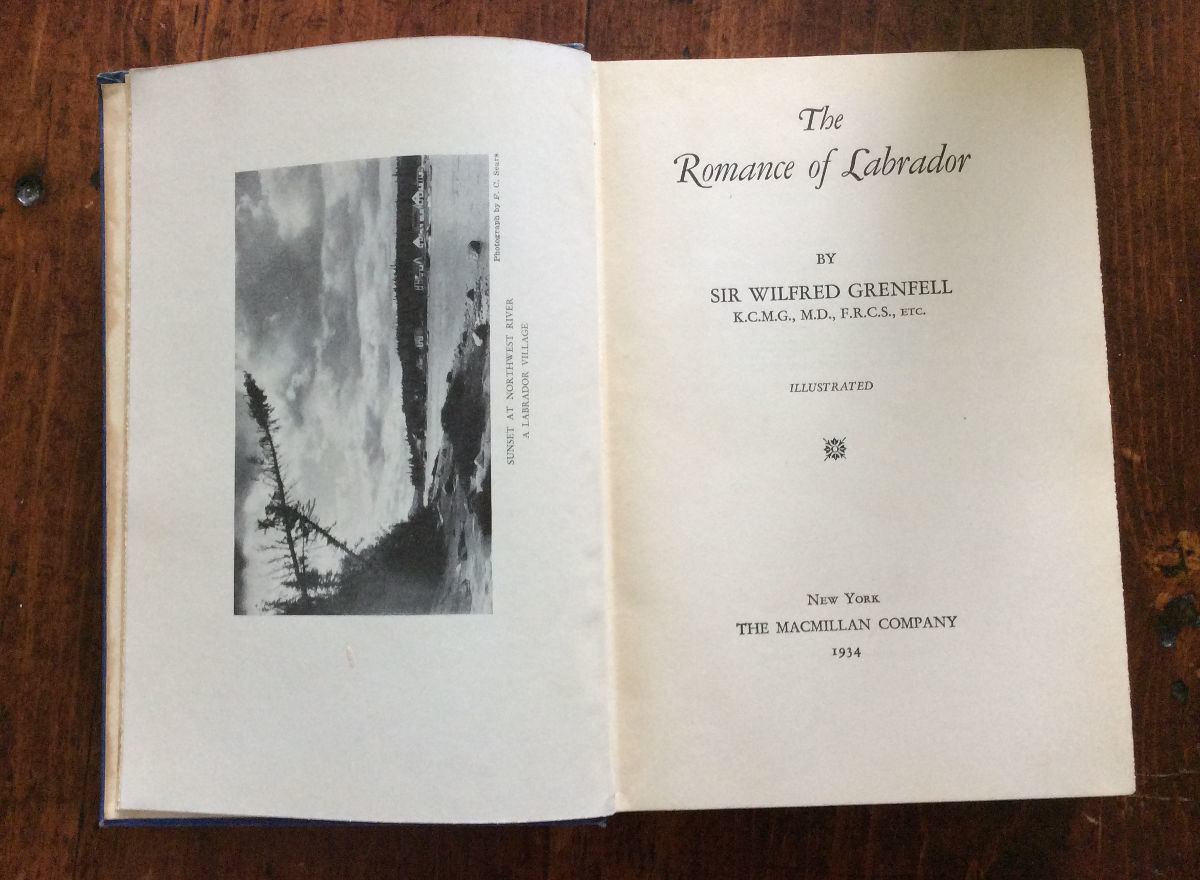 Photograph by F. C. Sears
SUNSET AT NORTHWEST RIVER
A LABRADOR VILLAGE
The
Romance of Labrador
BY
SIR WILFRED GRENFELL
K.C.M.G., M.D., F.R.C.S., ETC.
ILLUSTRATED
NEW YORK
THE MACMILLAN COMPANY
1934